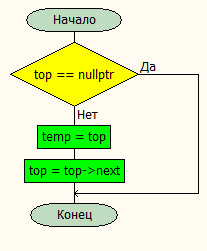 Начало
top == nullptr
Да
Нет
temp = top
top = top->next
Конец